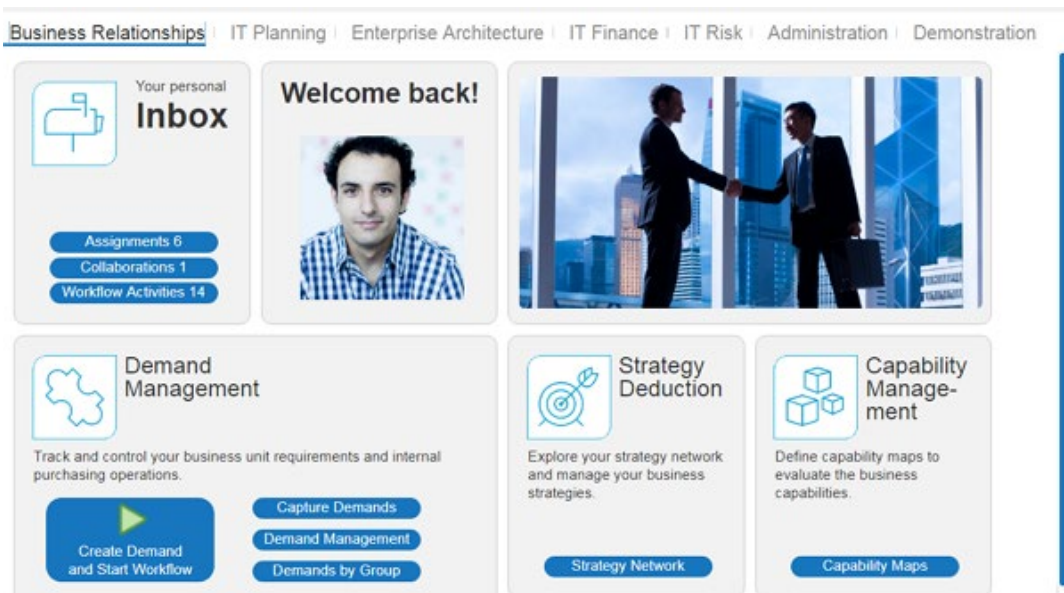 Business Relationships IT Planning Enterprise Architecture IT Finance IT Risk Administration Demonstration
Your personal
Inbox
Assignments 6
Collaborations 1
Workflow Activities 14
Welcome back!
Demand
Management
Track and control your business unit requirements and internal
purchasing operations.
Create Demand
and Start Workflow
Capture Demands
Demand Management
Demands by Group
Strategy
Deduction
Explore your strategy network
and manage your business
strategies.
Strategy Network
Capability
Manage-
ment
Define capability maps to
evaluate the business
capabilities.
Capability Maps